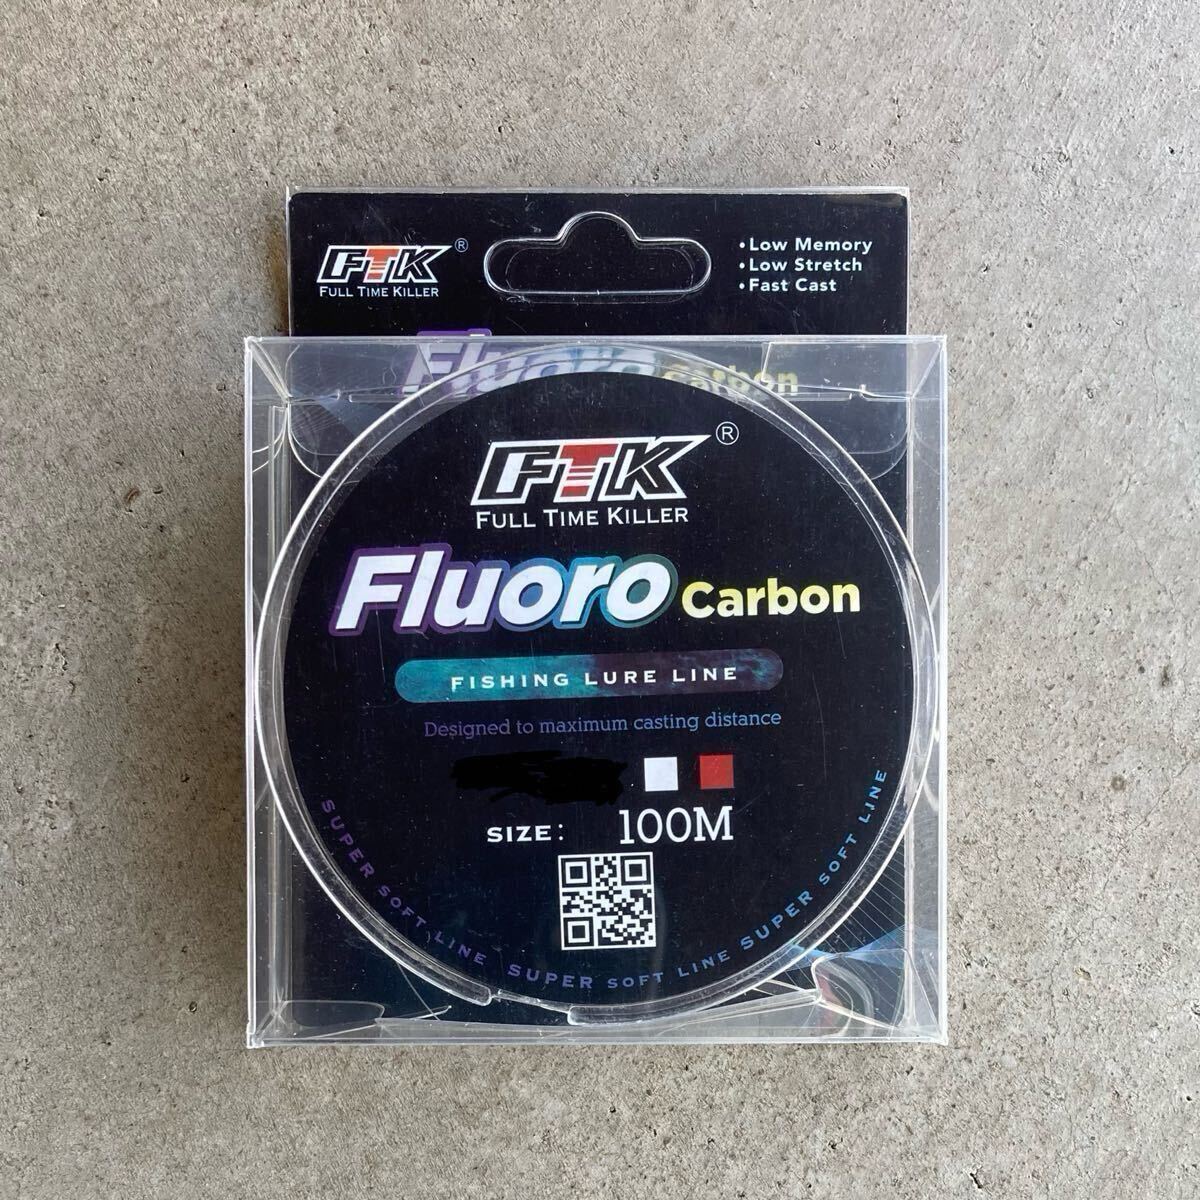 FTK®
FULL TIME KILLER
•Low Memory
•Low Stretch
•Fast Cast
Fluoro Carbon
FTK®
FULL TIME KILLER
Fluoro Carbon
FISHING LURE LINE
Designed to maximum casting distance
SIZE: 100M
SUPER SOFT LINE SUPER SOFT LINE SUPER SOFT LINE